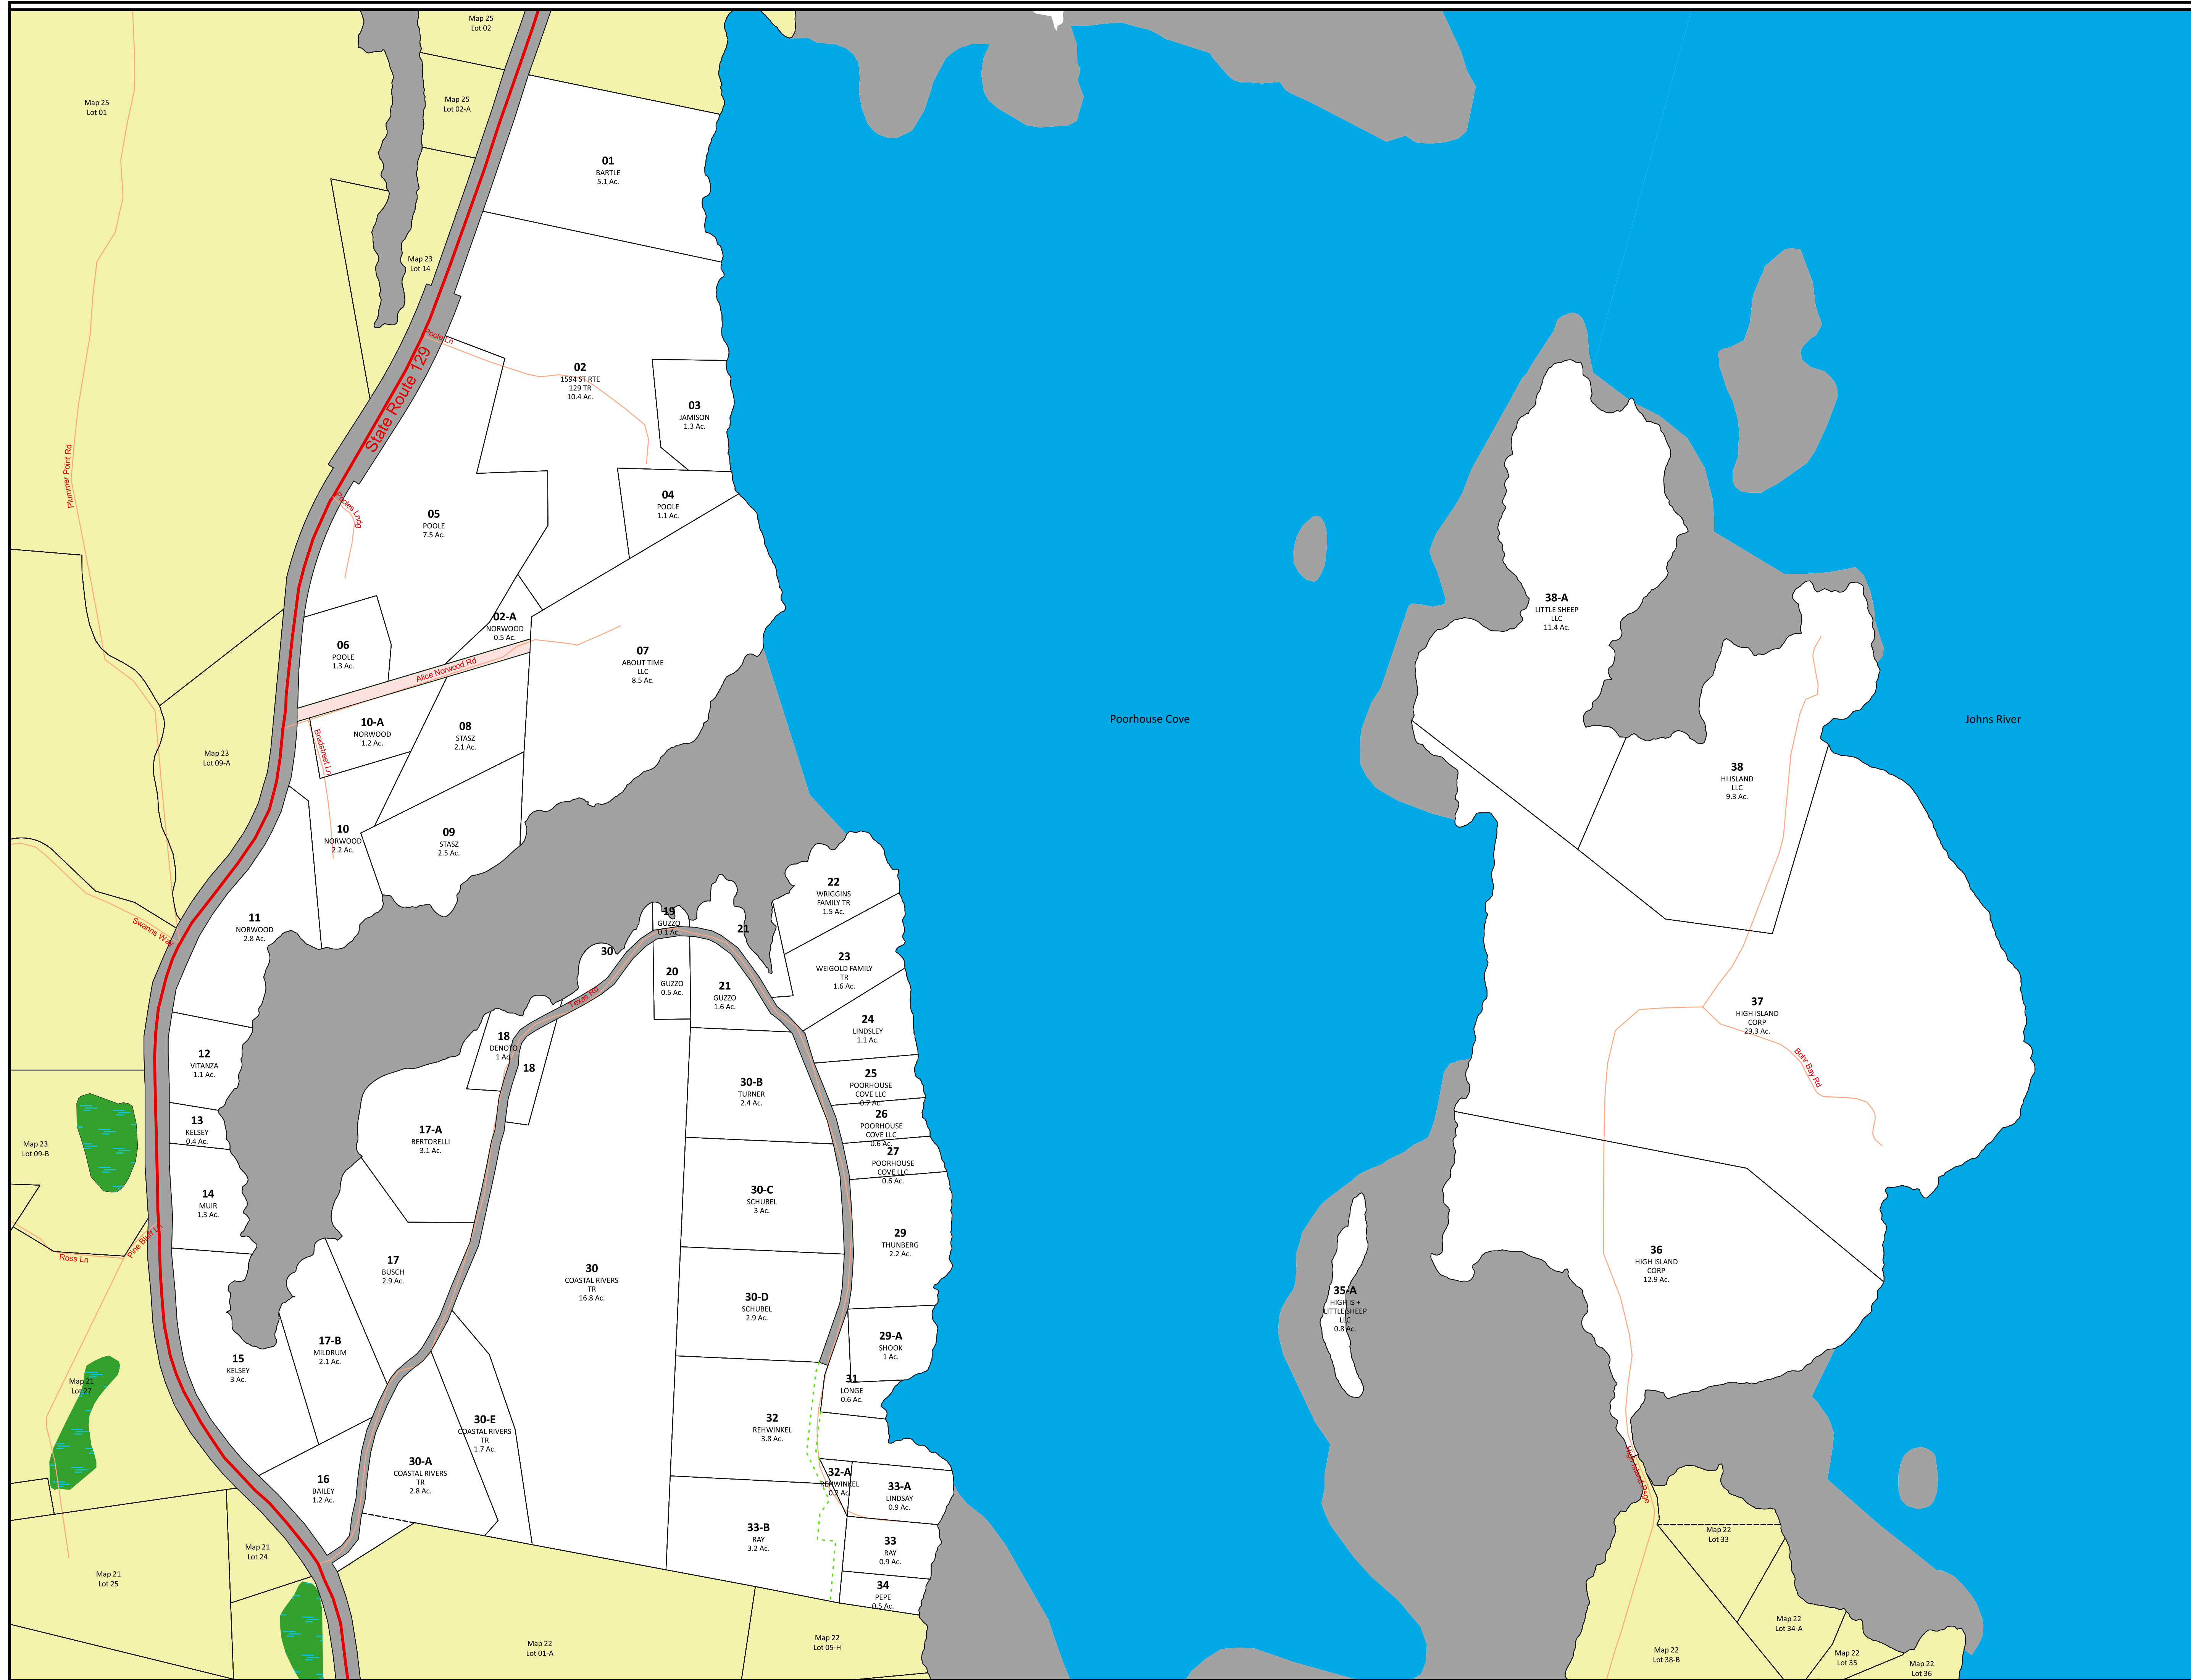 Map 25
Lot 02
Map 25
Lot 01
Map 25
Lot 02-A
01
BARTLE
5.1 Ac.
Map 23
Lot 14
Poole Ln
State Route 129
02
1594 ST RTE
129 TR
10.4 Ac.
03
JAMISON
1.3 Ac.
Plummer Point Rd
Pooles Lndg
04
POOLE
1.1 Ac.
05
POOLE
7.5 Ac.
02-A
NORWOOD
0.5 Ac.
06
POOLE
1.3 Ac.
Alice Norwood Rd
07
ABOUT TIME
LLC
8.5 Ac.
38-A
LITTLE SHEEP
LLC
11.4 Ac.
10-A
NORWOOD
1.2 Ac.
Bradstreet Ln
08
STASZ
2.1 Ac.
Poorhouse Cove
Johns River
Map 23
Lot 09-A
38
HI ISLAND
LLC
9.3 Ac.
10
NORWOOD
2.2 Ac.
09
STASZ
2.5 Ac.
22
WRIGGINS
FAMILY TR
1.5 Ac.
Swanns Way
11
NORWOOD
2.8 Ac.
19
GUZZO
0.1 Ac.
21
30
20
GUZZO
0.5 Ac.
21
GUZZO
1.6 Ac.
23
WEIGOLD FAMILY
TR
1.6 Ac.
Texas Rd
24
LINDSLEY
1.1 Ac.
37
HIGH ISLAND
CORP
29.3 Ac.
18
DENOTO
1 Ac.
18
12
VITANZA
1.1 Ac.
30-B
TURNER
2.4 Ac.
25
POORHOUSE
COVE LLC
0.7 Ac.
Bohr Bay Rd
26
POORHOUSE
COVE LLC
0.6 Ac.
13
KELSEY
0.4 Ac.
17-A
BERTORELLI
3.1 Ac.
Map 23
Lot 09-B
27
POORHOUSE
COVE LLC
0.6 Ac.
14
MUIR
1.3 Ac.
30-C
SCHUBEL
3 Ac.
29
THUNBERG
2.2 Ac.
Pine Bluff Ln
Ross Ln
17
BUSCH
2.9 Ac.
30
COASTAL RIVERS
TR
16.8 Ac.
36
HIGH ISLAND
CORP
12.9 Ac.
30-D
SCHUBEL
2.9 Ac.
35-A
HIGH IS +
LITTLE SHEEP
LLC
0.8 Ac.
17-B
MILDRUM
2.1 Ac.
29-A
SHOOK
1 Ac.
15
KELSEY
3 Ac.
Map 21
Lot 27
31
LONGE
0.6 Ac.
30-E
COASTAL RIVERS
TR
1.7 Ac.
32
REHWINKEL
3.8 Ac.
30-A
COASTAL RIVERS
TR
2.8 Ac.
32-A
REHWINKEL
0.2 Ac.
High Island Rdge
16
BAILEY
1.2 Ac.
33-A
LINDSAY
0.9 Ac.
33-B
RAY
3.2 Ac.
33
RAY
0.9 Ac.
Map 22
Lot 33
Map 21
Lot 24
Map 21
Lot 25
34
PEPE
0.5 Ac.
Map 22
Lot 34-A
Map 22
Lot 01-A
Map 22
Lot 05-H
Map 22
Lot 38-B
Map 22
Lot 35
Map 22
Lot 36